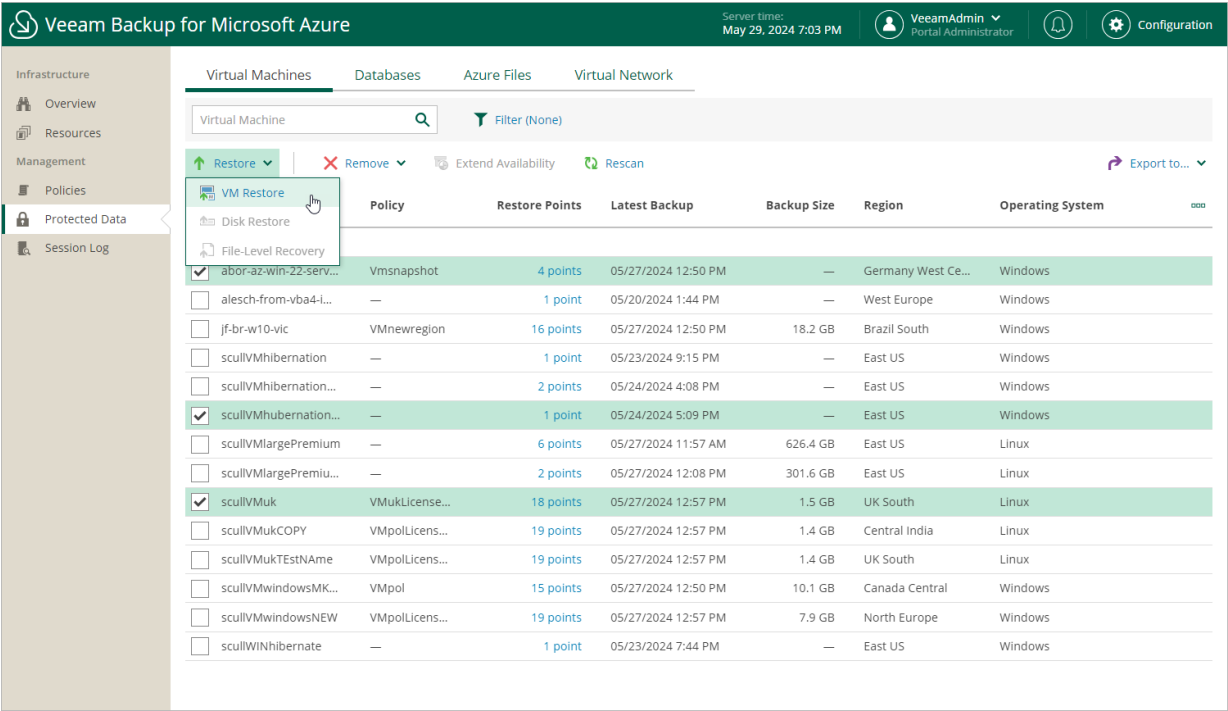 Veeam Backup for Microsoft Azure
Server time:
May 29, 2024 7:03 PM
VeeamAdmin
Portal Administrator
Configuration
Infrastructure
Overview
Resources
Management
Policies
Protected Data
Session Log
Virtual Machines Databases Azure Files Virtual Network
Virtual Machine Filter (None)
Restore Remove Extend Availability Rescan Export to...
VM Restore
Disk Restore
File-Level Recovery
Policy Restore Points Latest Backup Backup Size Region Operating System
abor-az-win-22-serv... Vmsnapshot 4 points 05/27/2024 12:50 PM — Germany West Ce... Windows
alesch-from-vba4-i... — 1 point 05/20/2024 1:44 PM — West Europe Windows
jf-br-w10-vic VMnewregion 16 points 05/27/2024 12:50 PM 18.2 GB Brazil South Windows
scullVMhibernation — 1 point 05/23/2024 9:15 PM — East US Windows
scullVMhibernation... — 2 points 05/24/2024 4:08 PM — East US Windows
scullVMhubernation... — 1 point 05/24/2024 5:09 PM — East US Windows
scullVMlargePremium — 6 points 05/27/2024 11:57 AM 626.4 GB East US Linux
scullVMlargePremiu... — 2 points 05/27/2024 12:08 PM 301.6 GB East US Linux
scullVMuk VMukLicense... 18 points 05/27/2024 12:57 PM 1.5 GB UK South Linux
scullVMukCOPY VMpolLicens... 19 points 05/27/2024 12:57 PM 1.4 GB Central India Linux
scullVMukTEstNAme VMpolLicens... 19 points 05/27/2024 12:57 PM 1.4 GB UK South Linux
scullVMwindowsMK... VMpol 15 points 05/27/2024 12:50 PM 10.1 GB Canada Central Windows
scullVMwindowsNEW VMpolLicens... 19 points 05/27/2024 12:57 PM 7.9 GB North Europe Windows
scullWINhibernate — 1 point 05/23/2024 7:44 PM — East US Windows